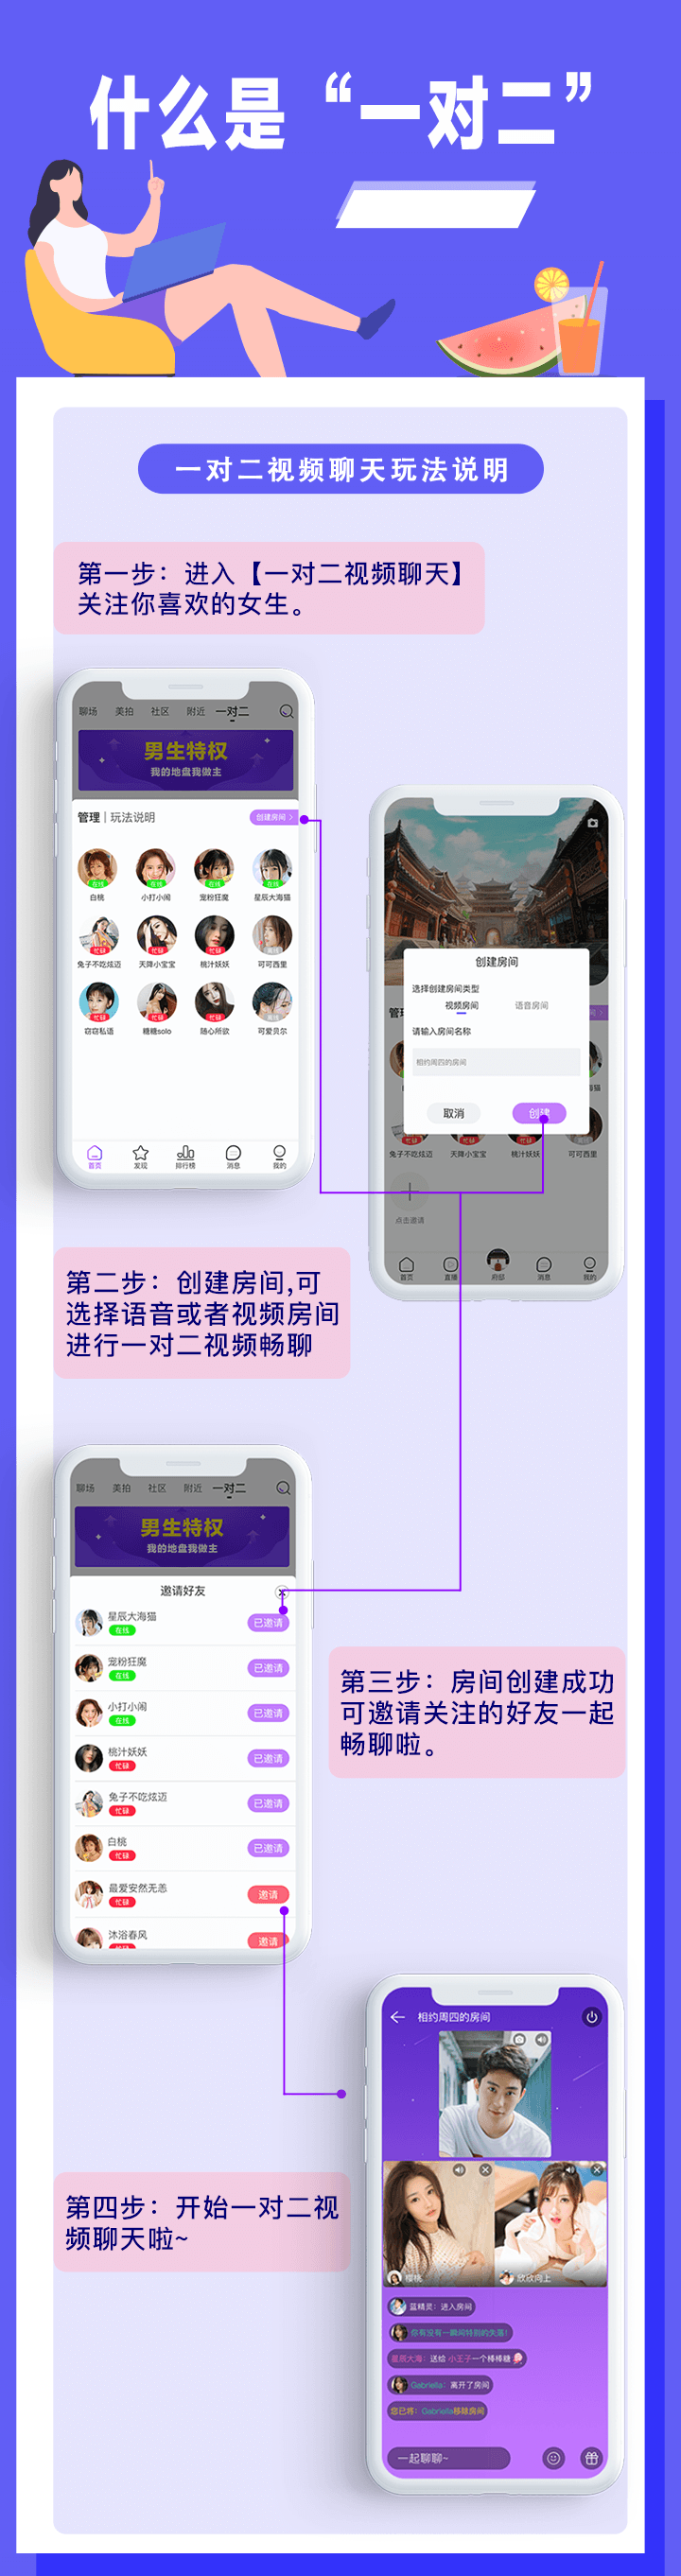 什么是“一对二”
一对二视频聊天玩法说明
第一步：进入【一对二视频聊天】
关注你喜欢的女生。
聊场 美拍 社区 附近 一对二
男生特权
我的地盘我做主
管理 | 玩法说明 创建房间 >
在线 在线 在线 在线
白桃 小打小闹 宠粉狂魔 星辰大海猫
忙碌 忙碌 忙碌 离线
兔子不吃炫迈 天降小宝宝 桃汁妖妖 可可西里
忙碌 忙碌 忙碌 离线
窃窃私语 糖糖solo 随心所欲 可爱贝尔
首页 发现 排行榜 消息 我的
创建房间
选择创建房间类型
视频房间 语音房间
请输入房间名称
相约周四的房间
取消 创建
兔子不吃炫迈 天降小宝宝 桃汁妖妖 可可西里
点击邀请
首页 直播 府邸 消息 我的
第二步：创建房间,可
选择语音或者视频房间
进行一对二视频畅聊
聊场 美拍 社区 附近 一对二
男生特权
我的地盘我做主
邀请好友
星辰大海猫
在线 已邀请
宠粉狂魔
在线 已邀请
小打小闹
在线 已邀请
桃汁妖妖
忙碌 已邀请
兔子不吃炫迈
忙碌 已邀请
白桃
忙碌 已邀请
最爱安然无恙
忙碌 邀请
沐浴春风
邀请
第三步：房间创建成功
可邀请关注的好友一起
畅聊啦。
相约周四的房间
樱桃 欣欣向上
蓝精灵：进入房间
你有没有一瞬间特别的失落！
星辰大海：送给 小王子一个棒棒糖
Gabriella：离开了房间
您已将：Gabriella移除房间
一起聊聊~
第四步：开始一对二视
频聊天啦~